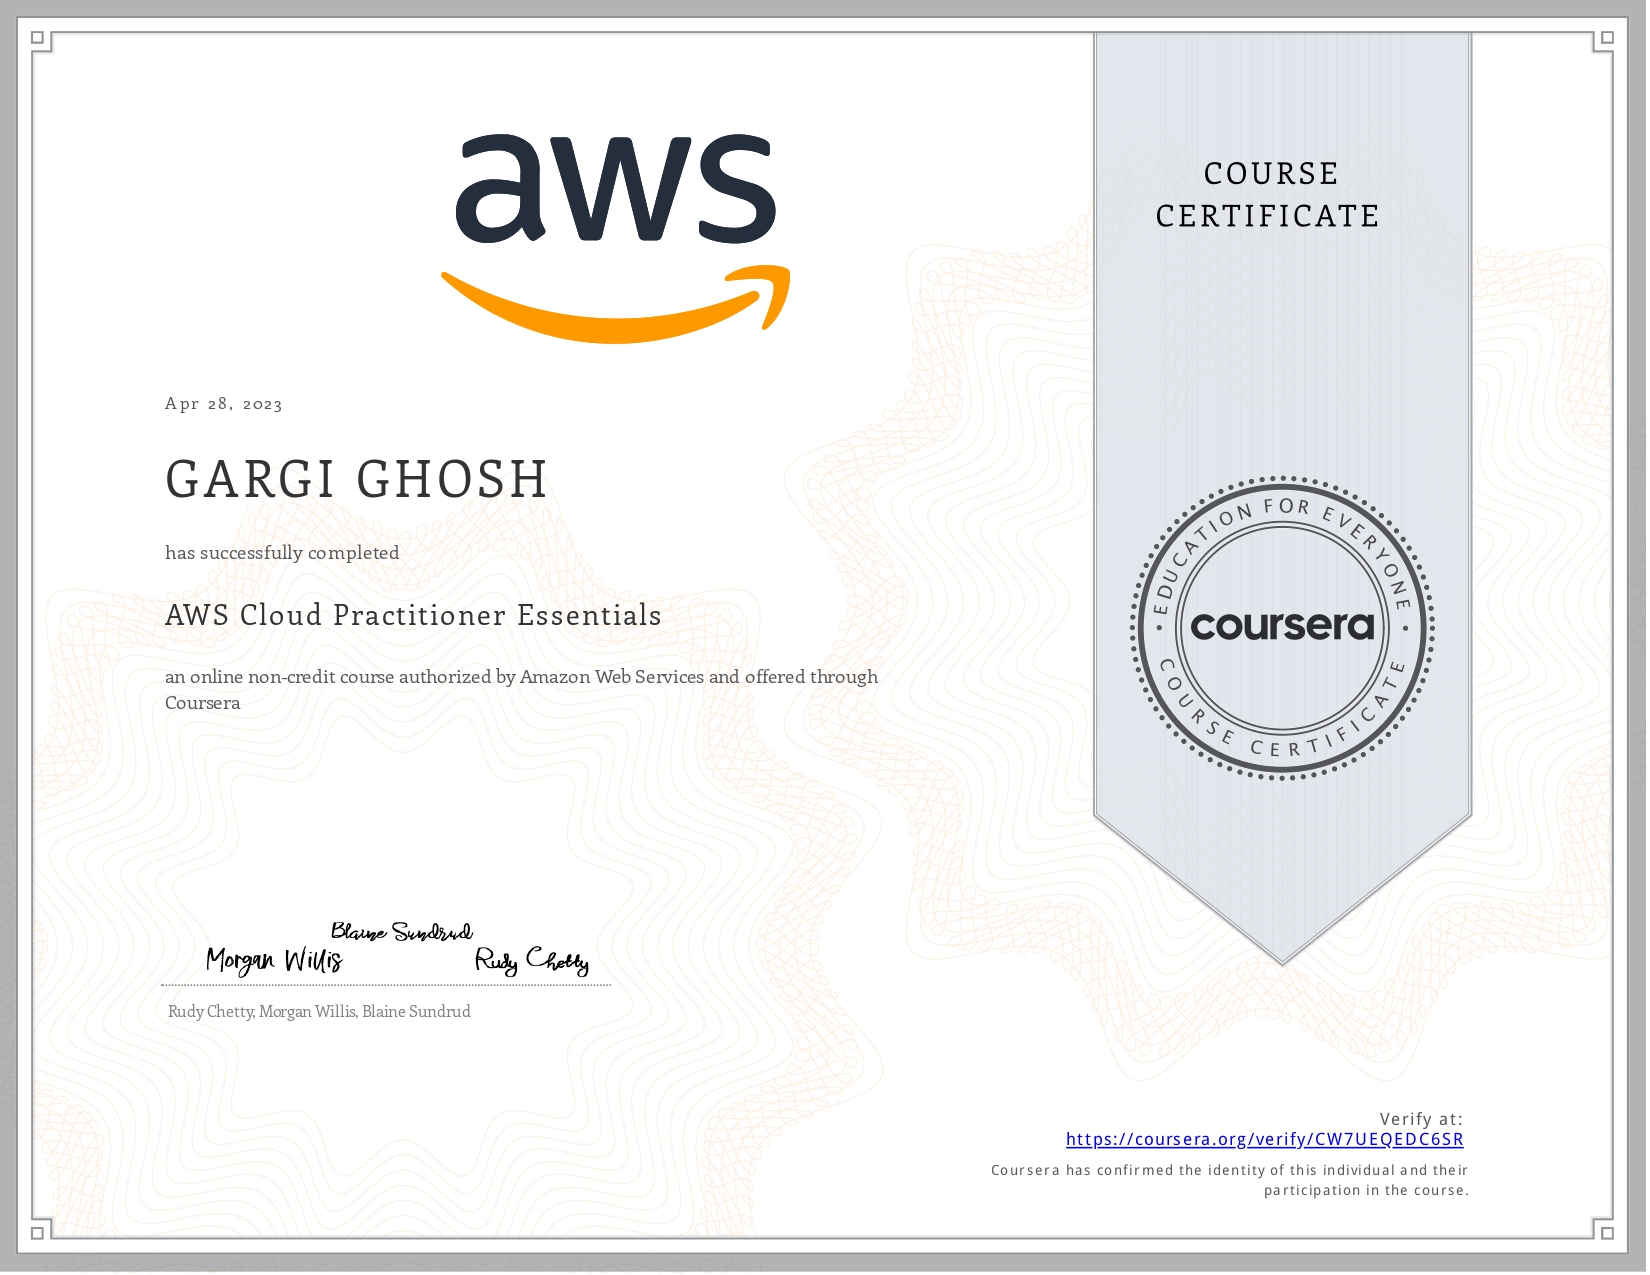 aws
COURSE
CERTIFICATE
Apr 28, 2023
GARGI GHOSH
has successfully completed
AWS Cloud Practitioner Essentials
an online non-credit course authorized by Amazon Web Services and offered through
Coursera
EDUCATION FOR EVERYONE
coursera
COURSE CERTIFICATE
Blaine Sundrud
Morgan Willis
Rudy Chetty
Rudy Chetty, Morgan Willis, Blaine Sundrud
Verify at:
https://coursera.org/verify/CW7UEQEDC6SR
Coursera has confirmed the identity of this individual and their
participation in the course.